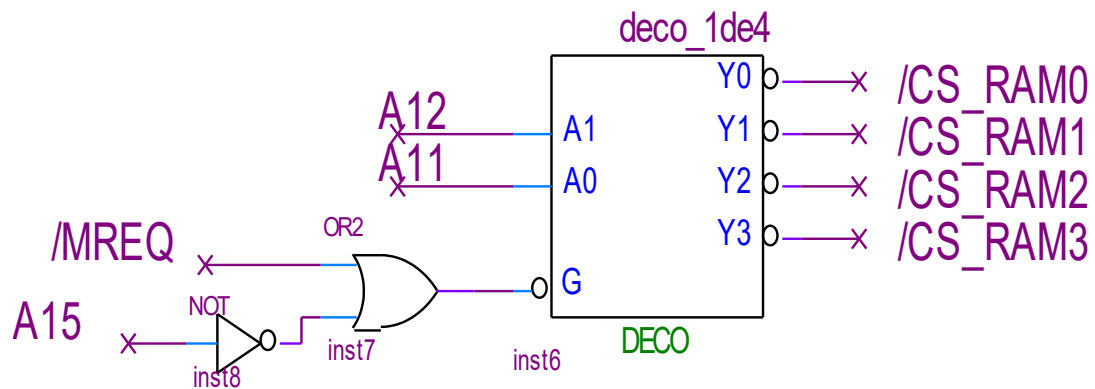 deco_1de4
A12
A11
A1
A0
G
Y0
Y1
Y2
Y3
/CS_RAM0
/CS_RAM1
/CS_RAM2
/CS_RAM3
DECO
inst6
/MREQ
OR2
inst7
A15
NOT
inst8